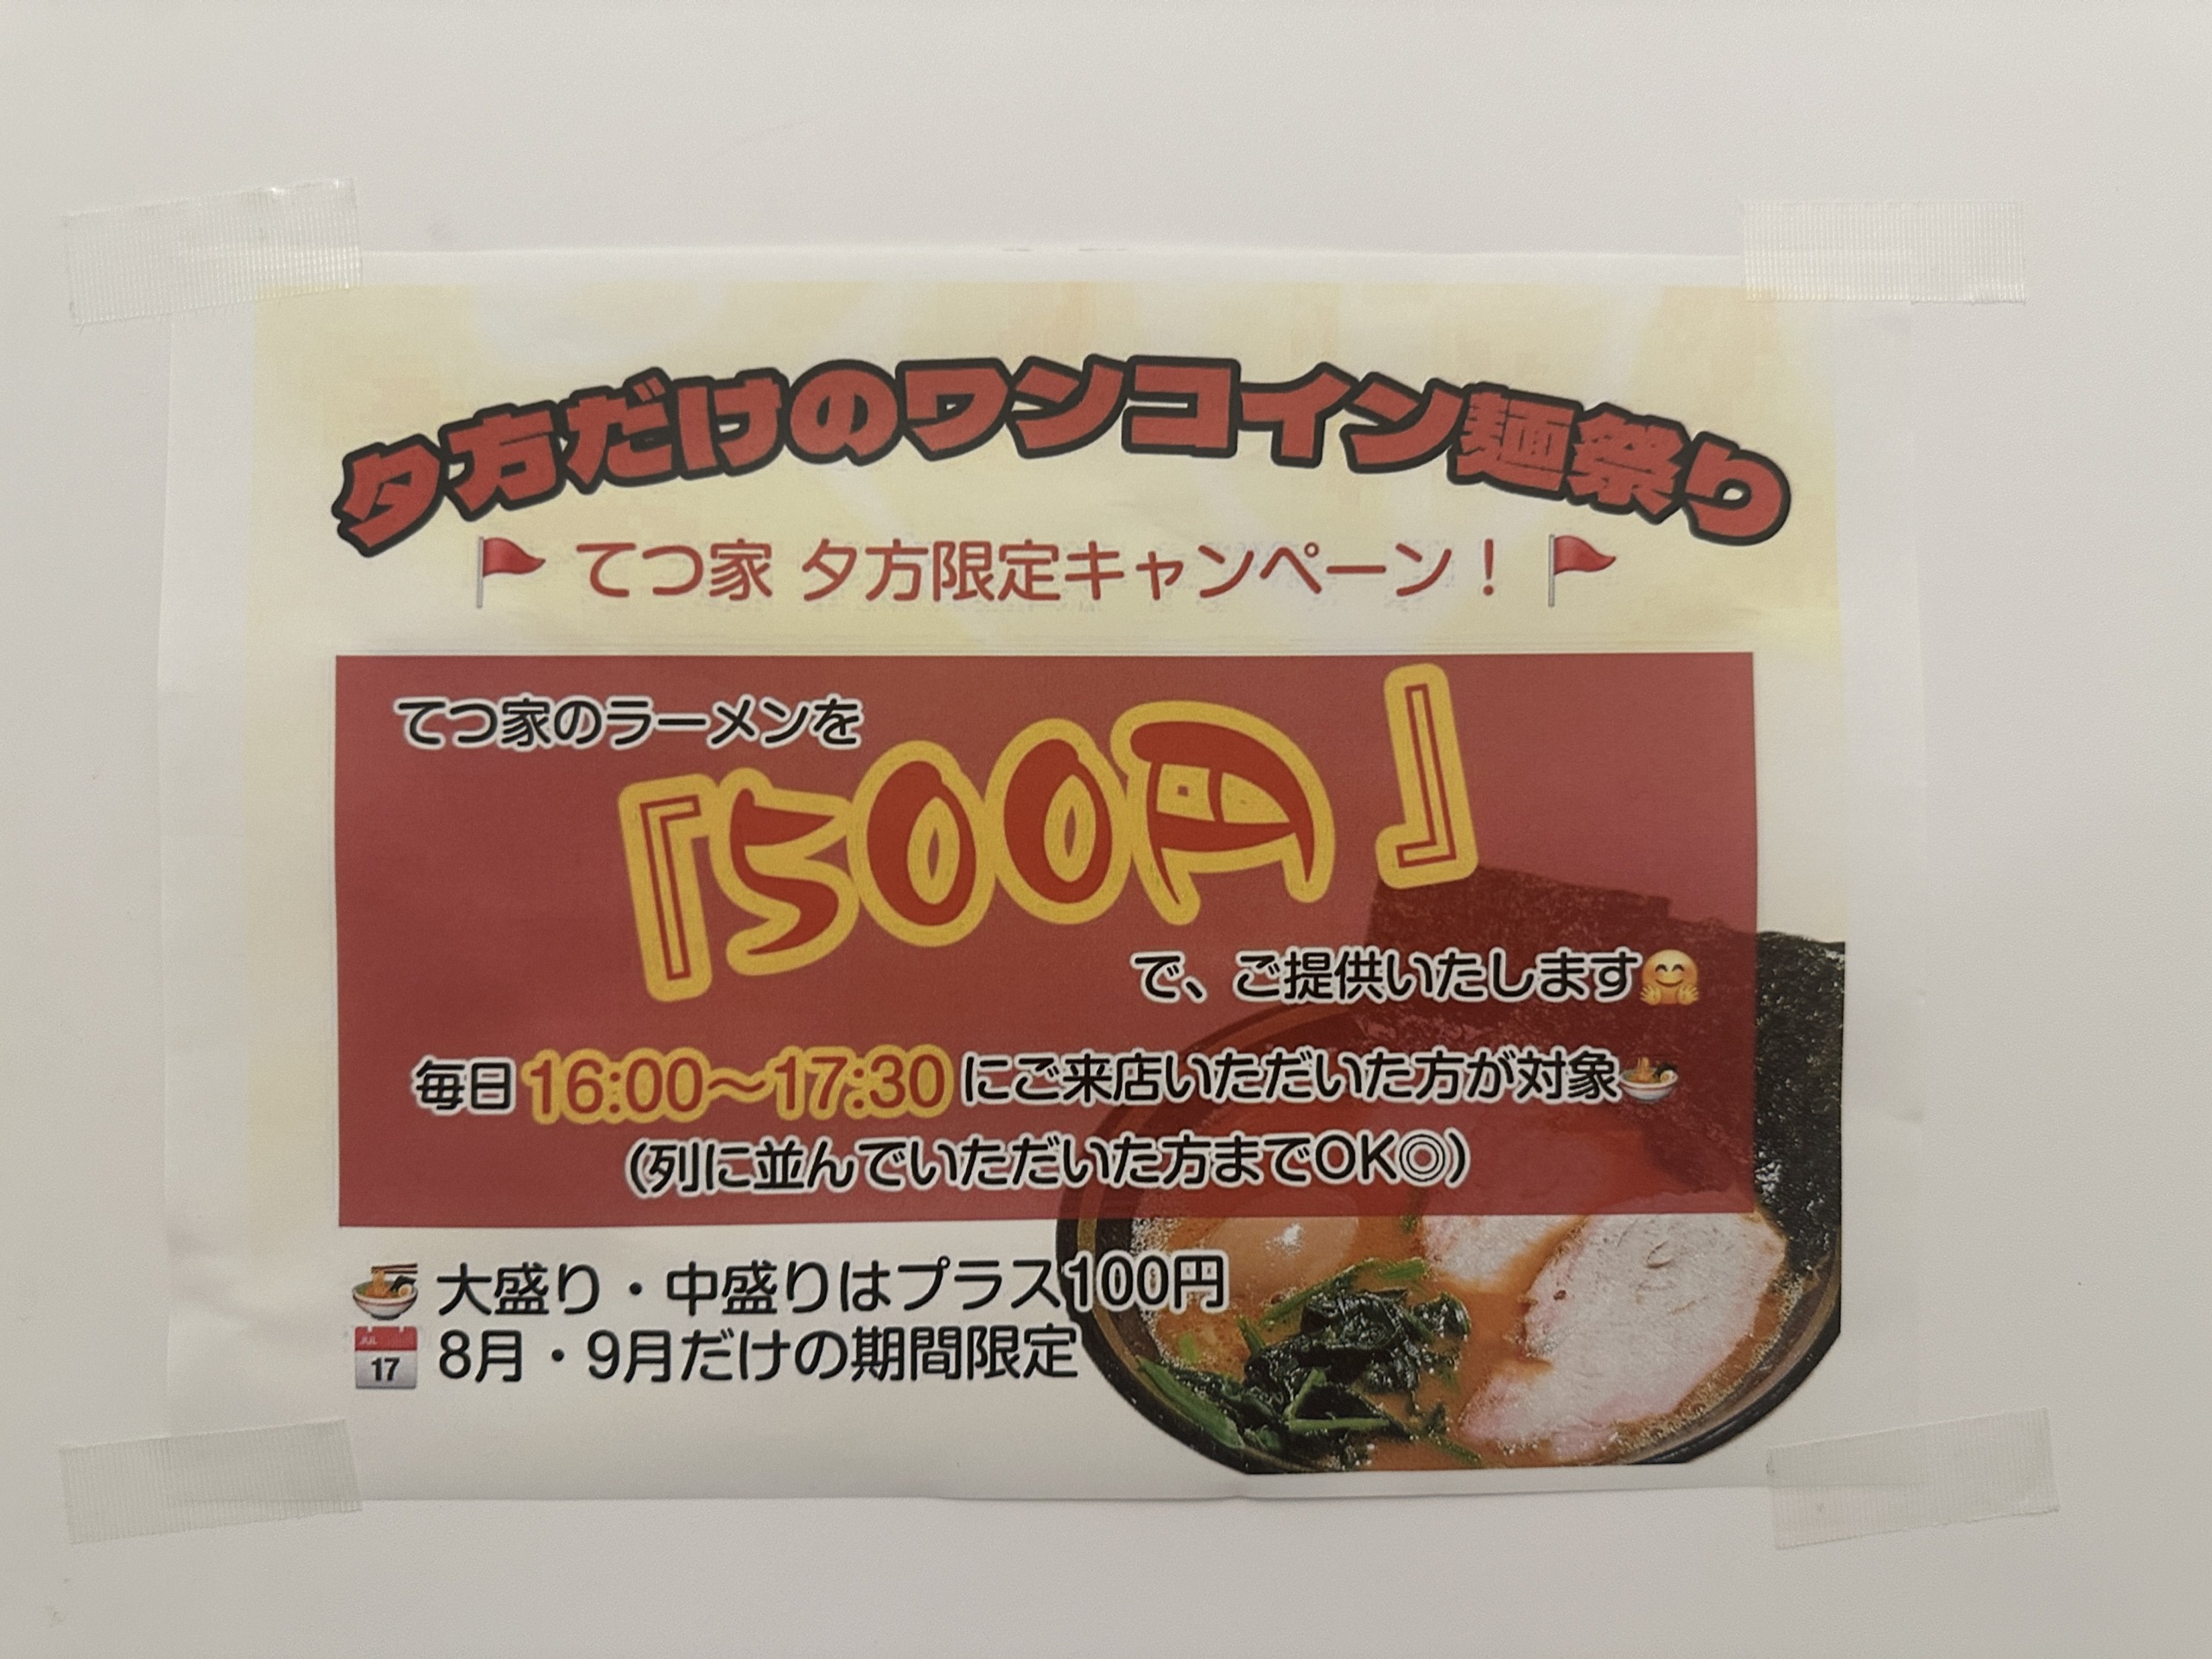 夕方だけのワンコイン麺祭り
🚩 てつ家 夕方限定キャンペーン！ 🚩
てつ家のラーメンを
『500円』
で、ご提供いたします🤗
毎日 16:00～17:30 にご来店いただいた方が対象🍜
(列に並んでいただいた方までOK◎)
🍜 大盛り・中盛りはプラス100円
📅 8月・9月だけの期間限定